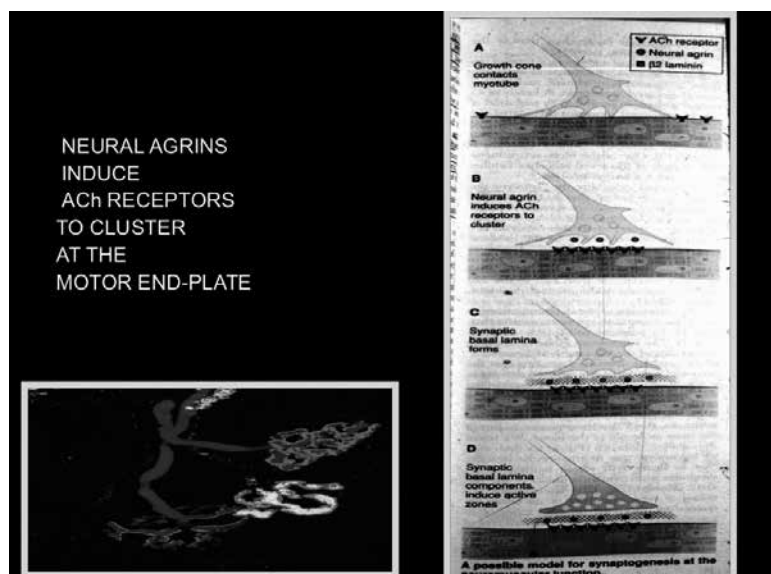 NEURAL AGRINS
INDUCE
ACh RECEPTORS
TO CLUSTER
AT THE
MOTOR END-PLATE
ACh receptor
Neural agrin
β2 laminin
A
Growth cone
contacts
myotube
B
Neural agrin
induces ACh
receptors to
cluster
C
Synaptic
basal lamina
forms
D
Synaptic
basal lamina
components
induce active
zones
A possible model for synaptogenesis at the
neuromuscular junction